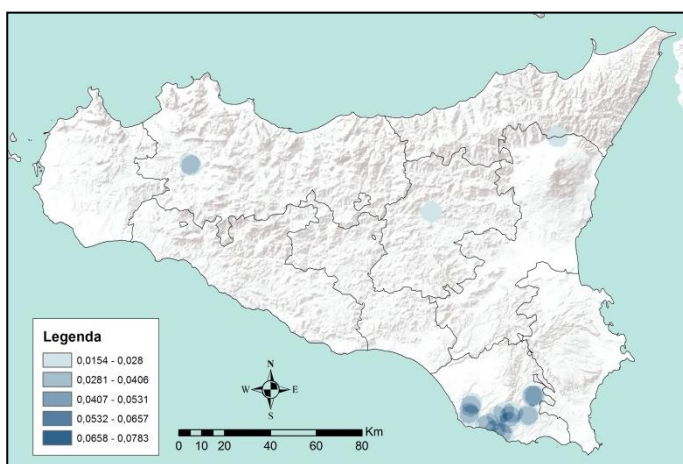 Legenda
0,0154 - 0,028
0,0281 - 0,0406
0,0407 - 0,0531
0,0532 - 0,0657
0,0658 - 0,0783
N
W E
S
Km
0 10 20 40 60 80